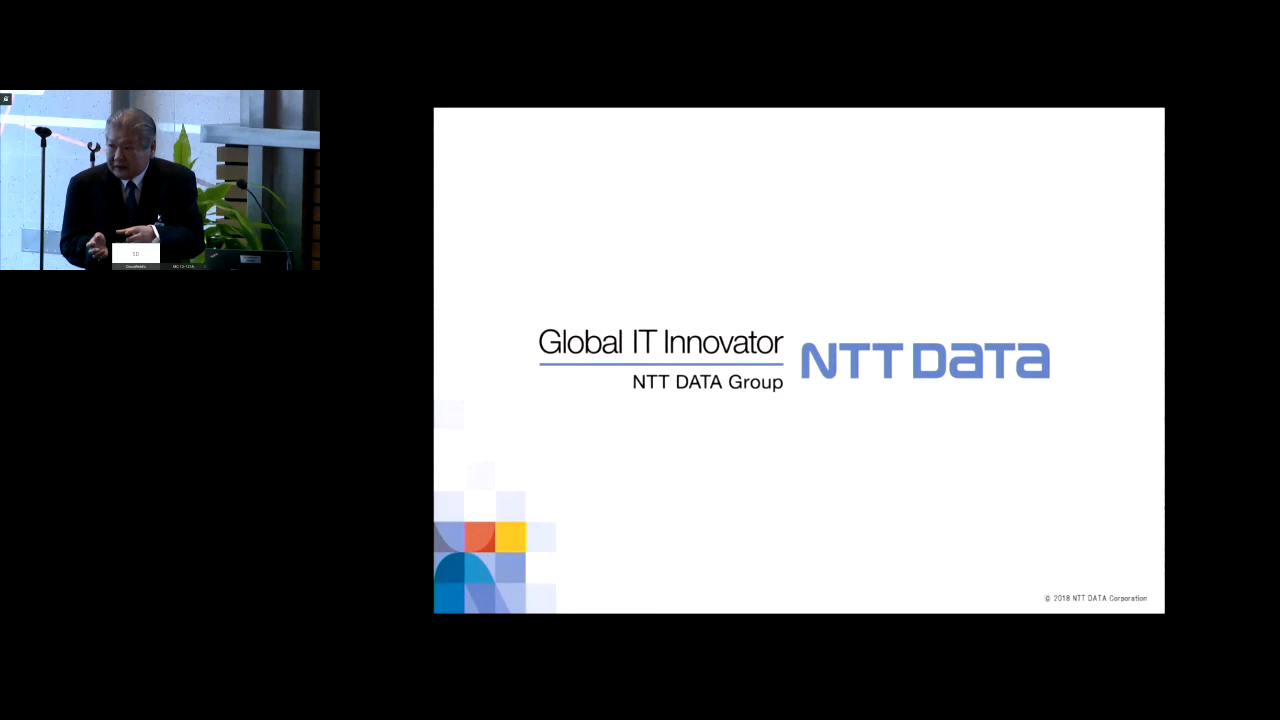 Global IT Innovator
NTT DATA Group
NTT DATA
© 2018 NTT DATA Corporation